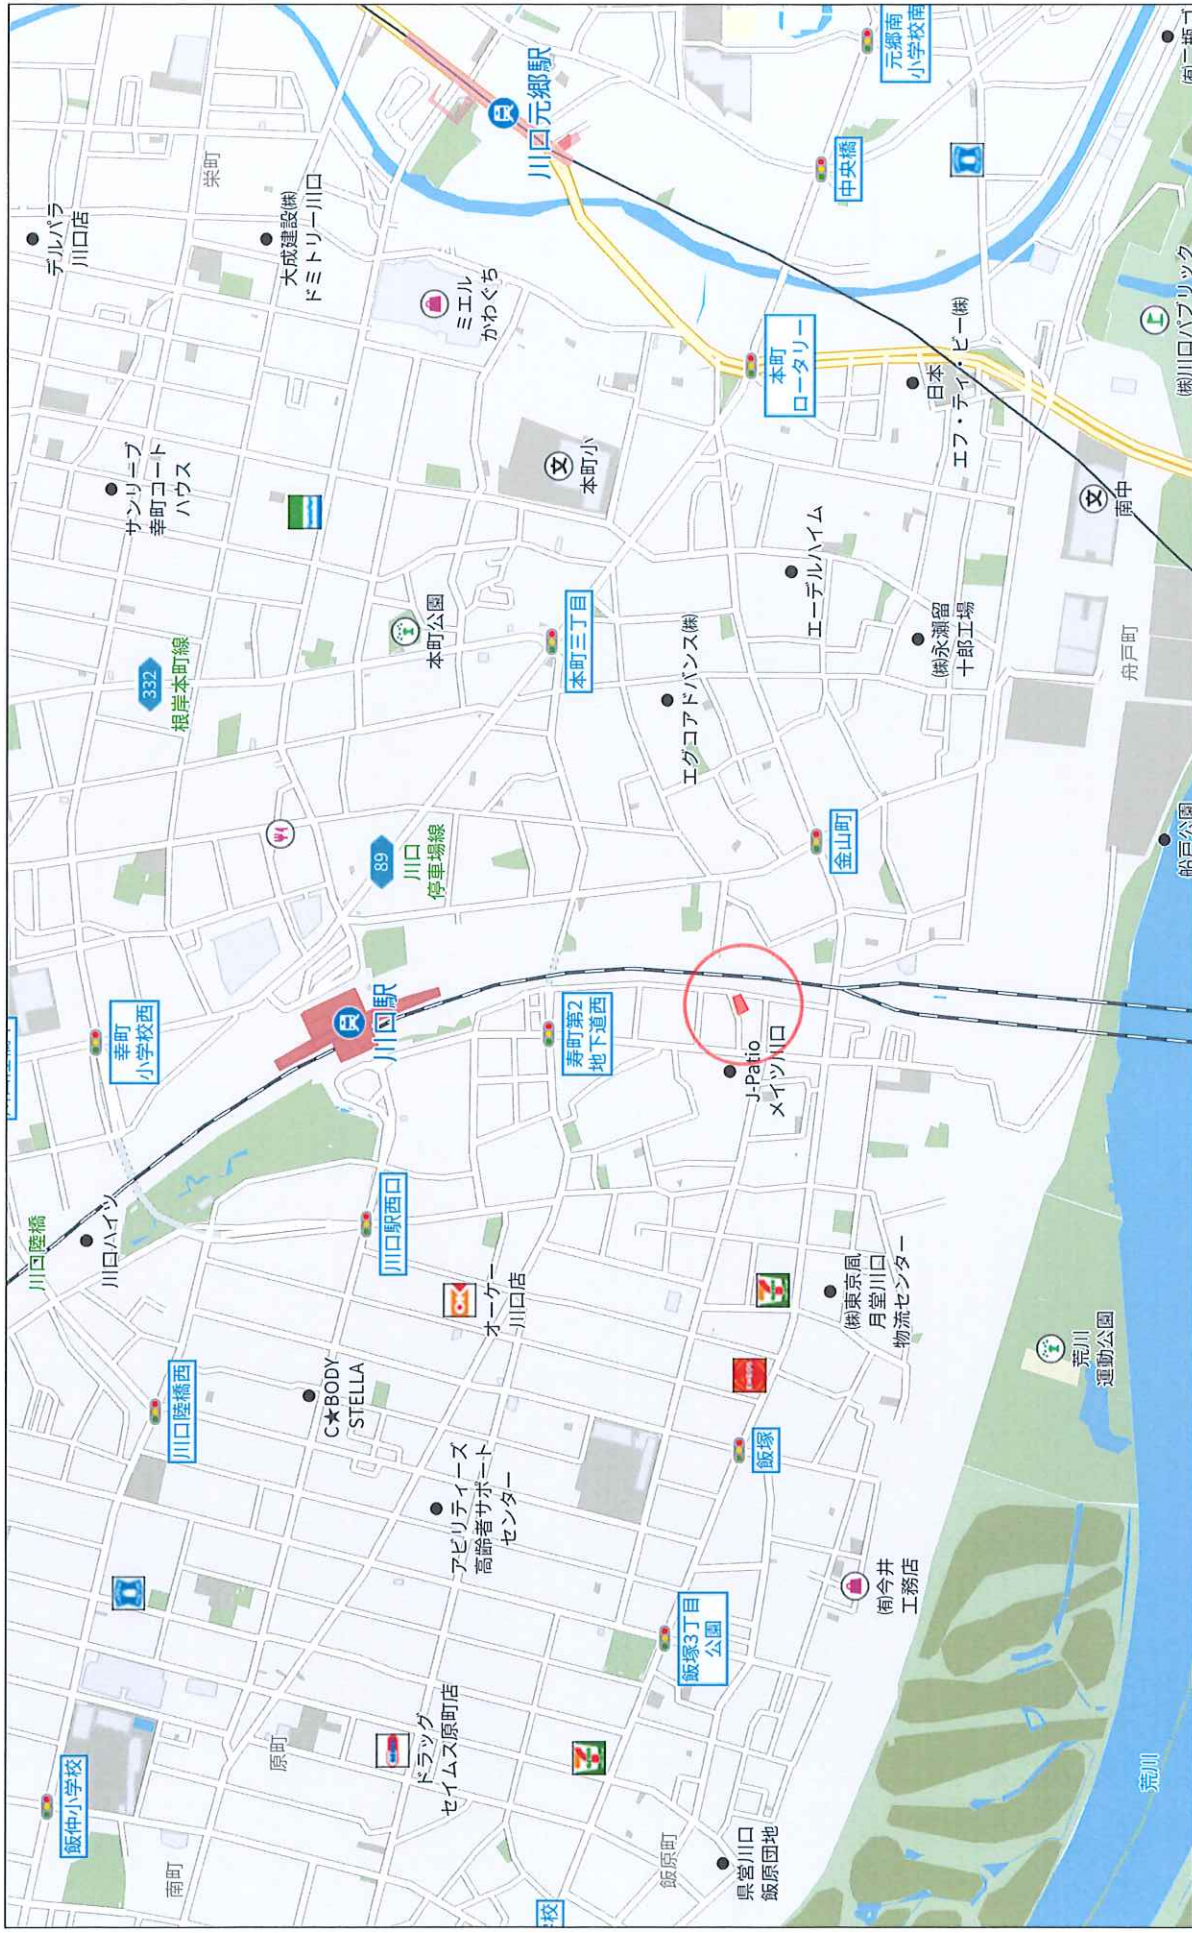 飯仲小学校
南町
原町
ドラッグ
セイムス原町店
飯原町
県営川口
飯原団地
校
飯塚3丁目
公園
(有)今井
工務店
アビリティーズ
高齢者サポート
センター
C★BODY
STELLA
川口陸橋西
川口陸橋
川口ハイツ
川口駅西口
オーケー
川口店
飯塚
(株)東京凮
月堂川口
物流センター
荒川
運動公園
荒川
幸町
小学校西
川口駅
寿町第2
地下道西
J-Patio
メイツ川口
89
川口
停車場線
332
根岸本町線
本町公園
本町三丁目
金山町
エグコアドバンス(株)
エーデルハイム
(株)永瀬留
十郎工場
舟戸町
船戸公園
サンリーブ
幸町コート
ハウス
本町小
南中
デルパラ
川口店
栄町
大成建設(株)
ドミトリー川口
ミエル
かわぐち
川口元郷駅
本町
ロータリー
日本
エフ・ティ・ビー(株)
中央橋
元郷南
小学校南
(株)川口パブリック